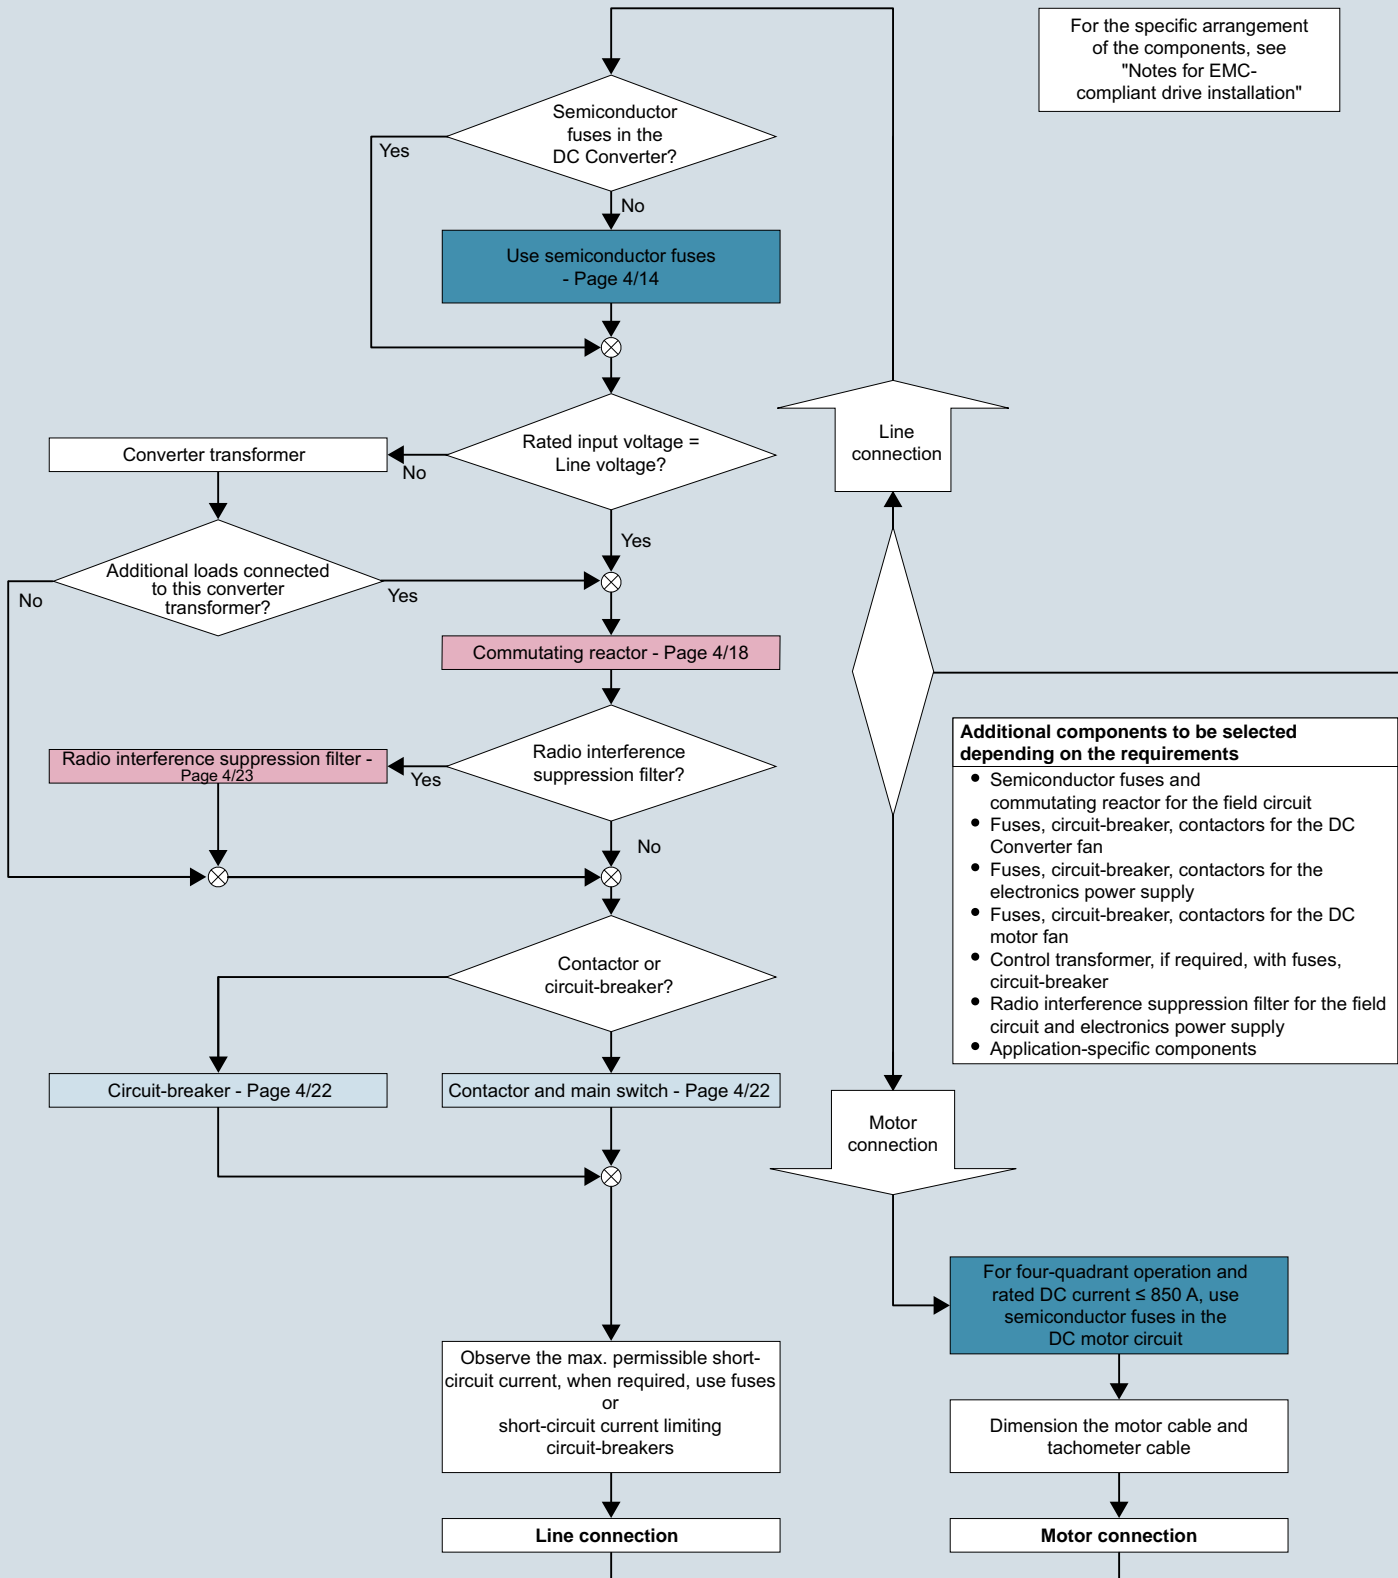 For the specific arrangement
of the components, see
"Notes for EMC-
compliant drive installation"
Semiconductor
fuses in the
DC Converter?
Yes
No
Use semiconductor fuses
- Page 4/14
Line
connection
Rated input voltage =
Line voltage?
No
Converter transformer
Yes
Additional loads connected
to this converter
transformer?
No
Yes
Commutating reactor - Page 4/18
Radio interference
suppression filter?
Yes
Radio interference suppression filter -
Page 4/23
No
Additional components to be selected
depending on the requirements
• Semiconductor fuses and
commutating reactor for the field circuit
• Fuses, circuit-breaker, contactors for the DC
Converter fan
• Fuses, circuit-breaker, contactors for the
electronics power supply
• Fuses, circuit-breaker, contactors for the DC
motor fan
• Control transformer, if required, with fuses,
circuit-breaker
• Radio interference suppression filter for the field
circuit and electronics power supply
• Application-specific components
Contactor or
circuit-breaker?
Circuit-breaker - Page 4/22
Contactor and main switch - Page 4/22
Motor
connection
For four-quadrant operation and
rated DC current ≤ 850 A, use
semiconductor fuses in the
DC motor circuit
Observe the max. permissible short-
circuit current, when required, use fuses
or
short-circuit current limiting
circuit-breakers
Dimension the motor cable and
tachometer cable
Line connection
Motor connection